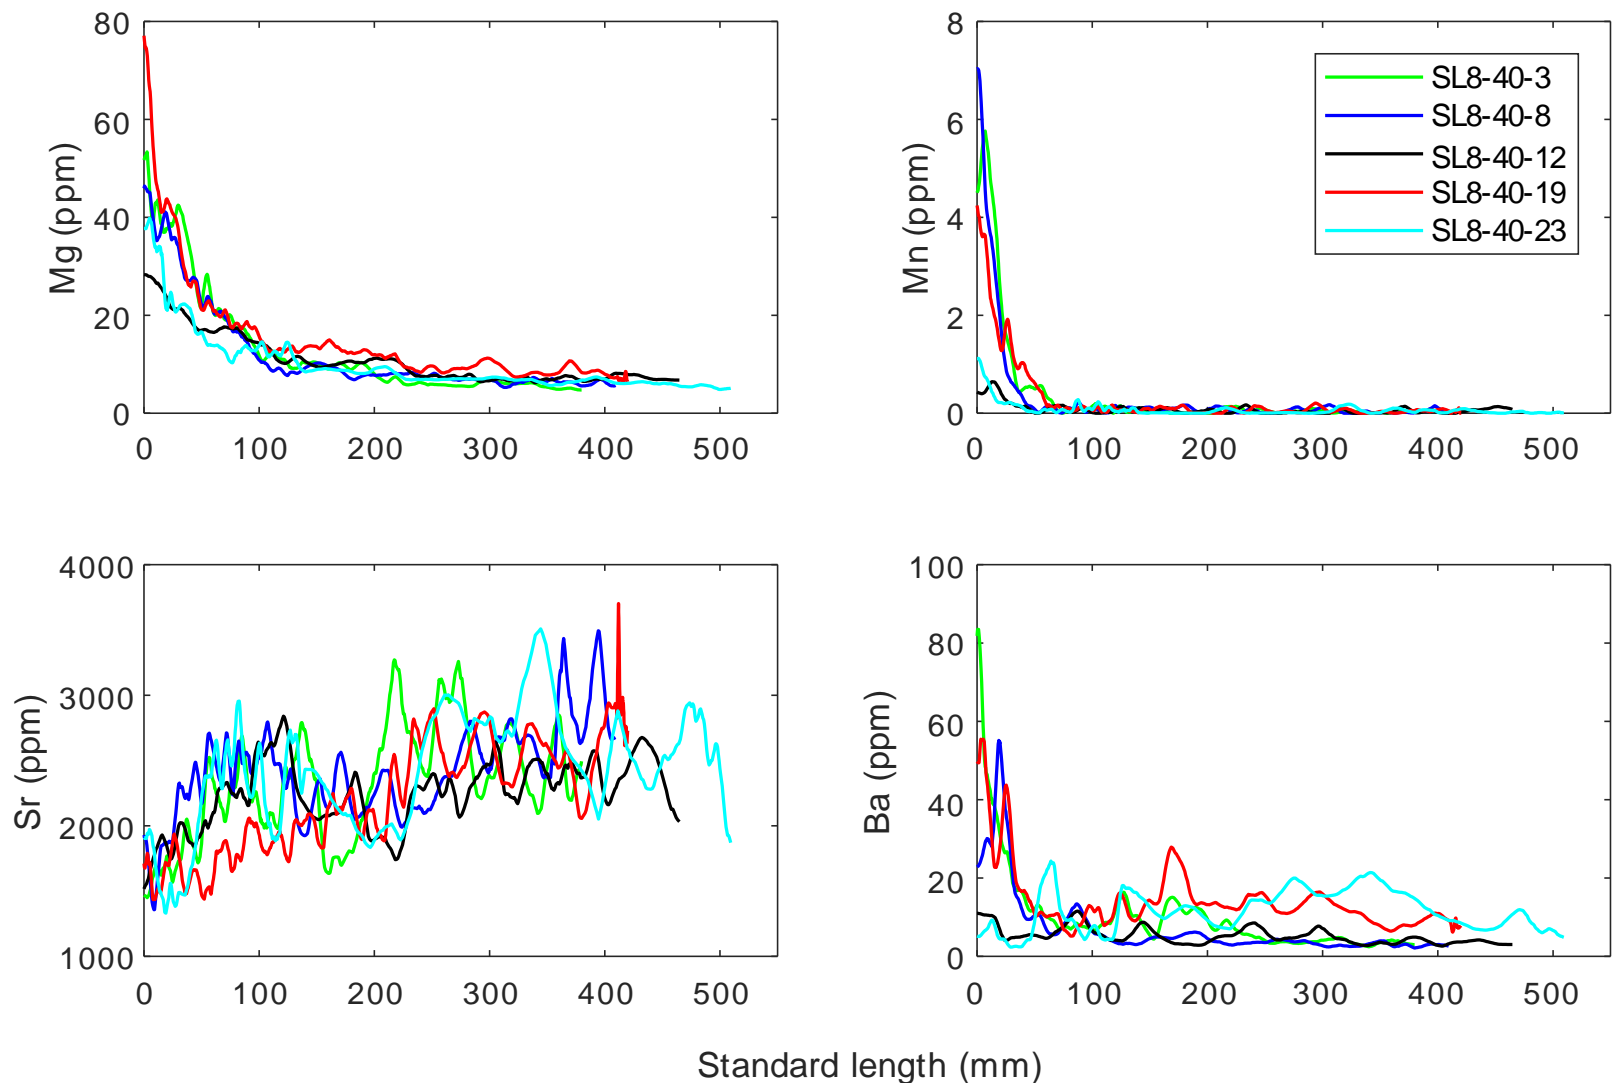 80
60
40
20
0
Mg (ppm)
0 100 200 300 400 500
8
6
4
2
0
Mn (ppm)
0 100 200 300 400 500
SL8-40-3
SL8-40-8
SL8-40-12
SL8-40-19
SL8-40-23
4000
3000
2000
1000
Sr (ppm)
0 100 200 300 400 500
100
80
60
40
20
0
Ba (ppm)
0 100 200 300 400 500
Standard length (mm)